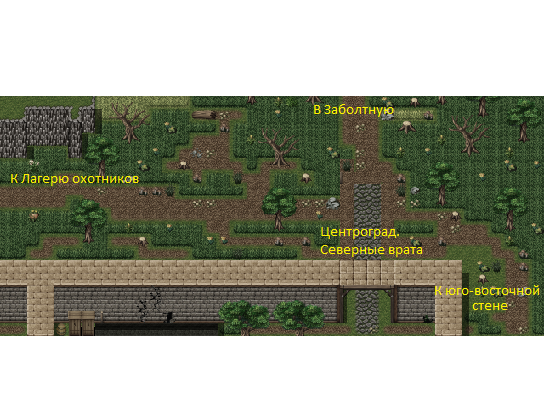 В Заболтную
К Лагерю охотников
Центроград.
Северные врата
К юго-восточной
стене